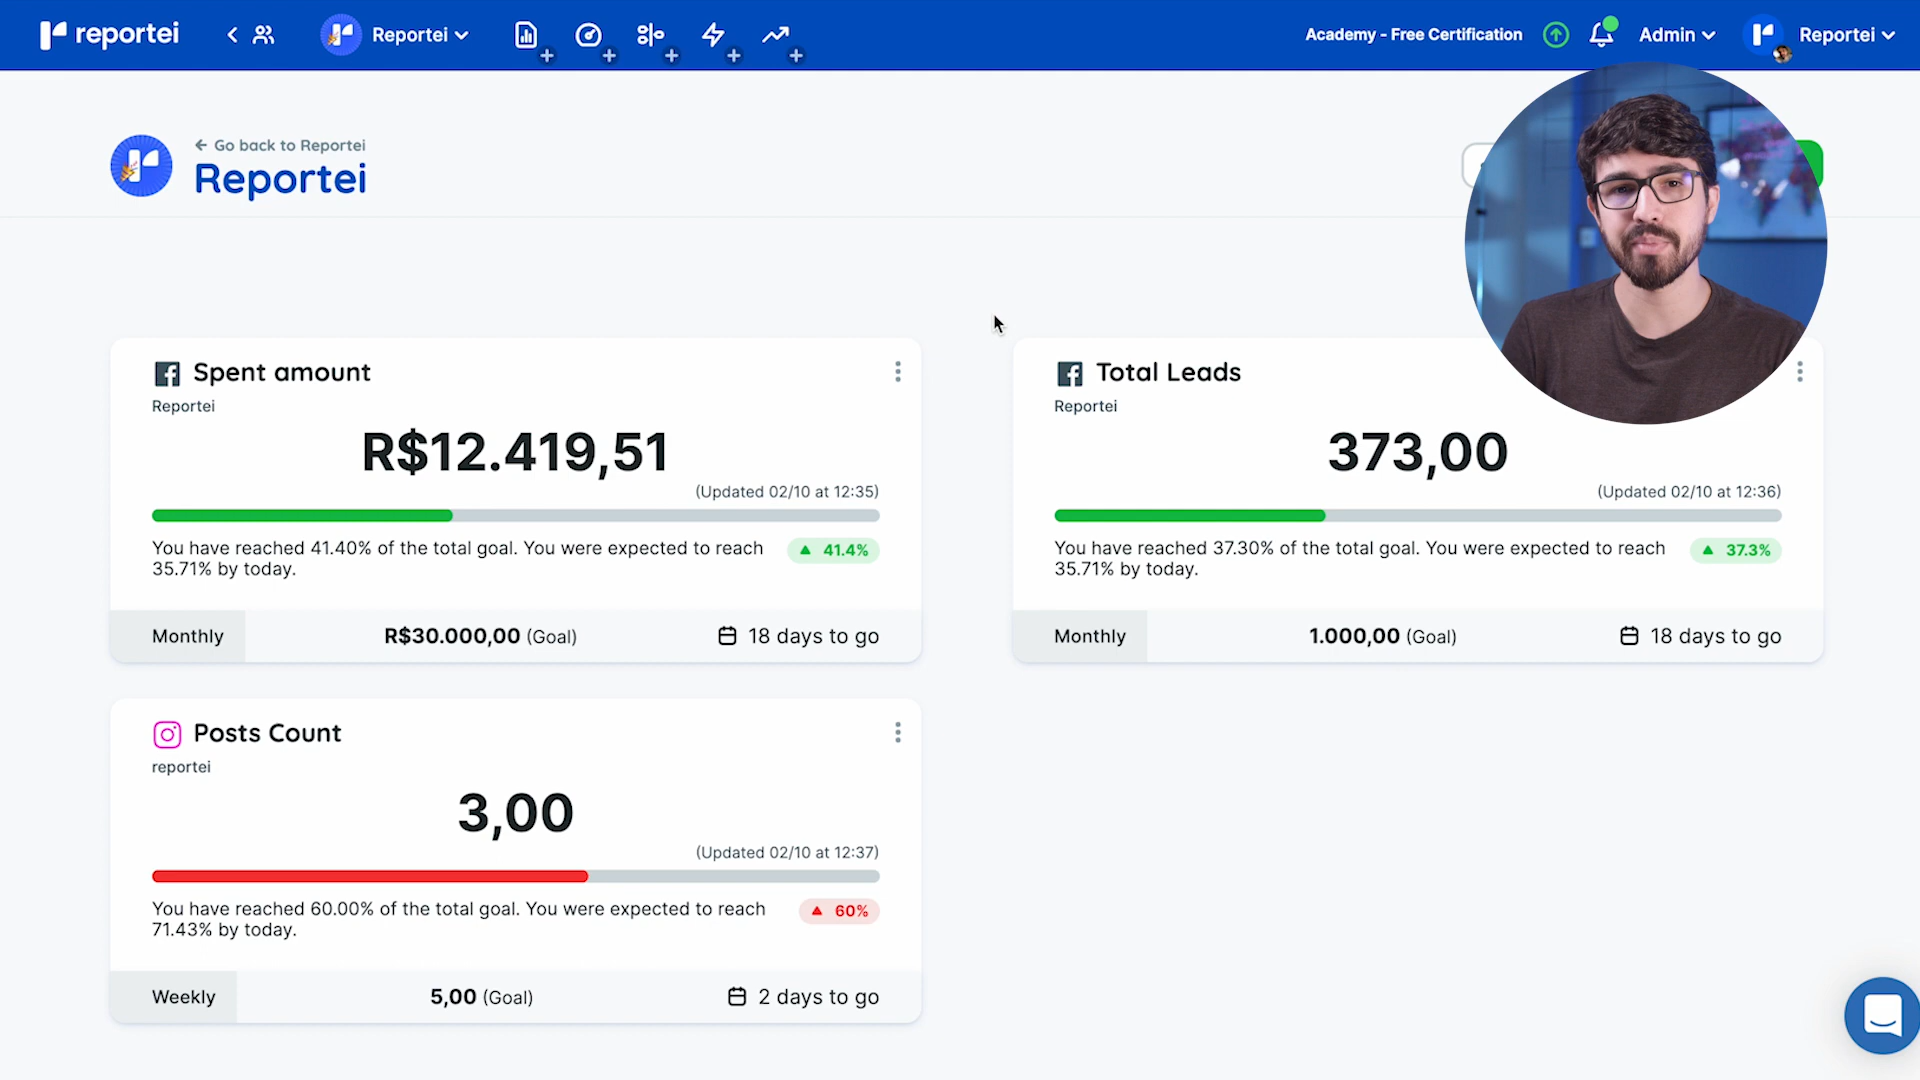 reportei
Reportei
Academy - Free Certification
Admin
Reportei
Go back to Reportei
Reportei
Spent amount
Reportei
R$12.419,51
(Updated 02/10 at 12:35)
You have reached 41.40% of the total goal. You were expected to reach
35.71% by today.
41.4%
Monthly
R$30.000,00 (Goal)
18 days to go
Total Leads
Reportei
373,00
(Updated 02/10 at 12:36)
You have reached 37.30% of the total goal. You were expected to reach
35.71% by today.
37.3%
Monthly
1.000,00 (Goal)
18 days to go
Posts Count
reportei
3,00
(Updated 02/10 at 12:37)
You have reached 60.00% of the total goal. You were expected to reach
71.43% by today.
60%
Weekly
5,00 (Goal)
2 days to go